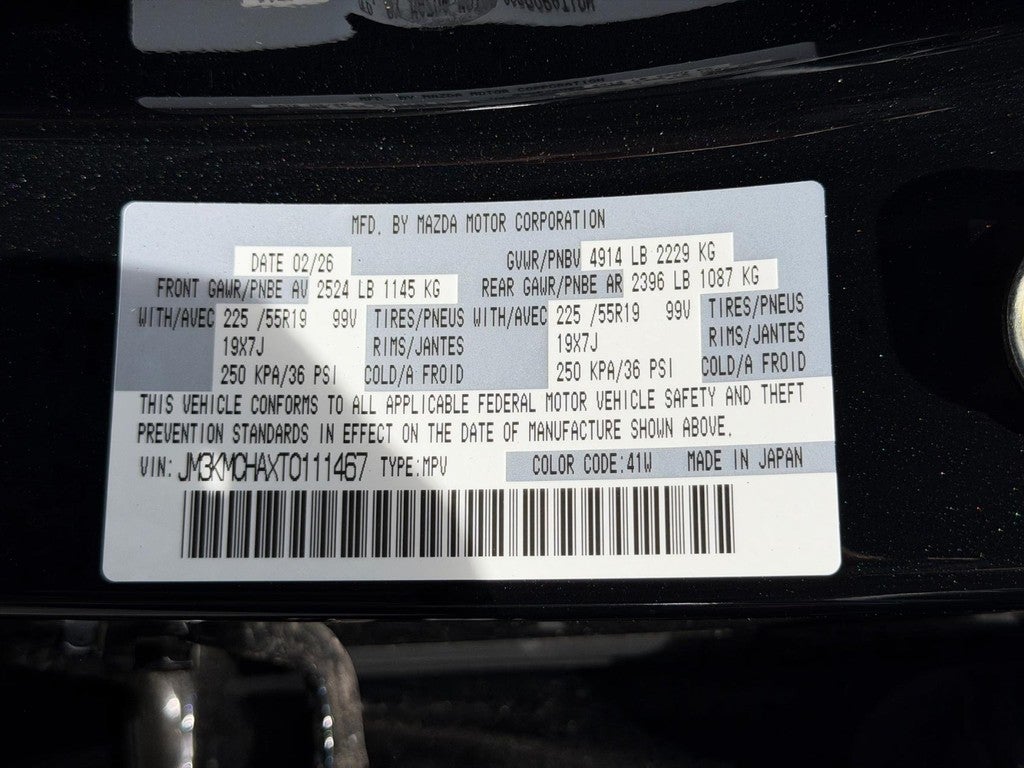 MFD. BY MAZDA MOTOR CORPORATION
DATE 02/26 GVWR/PNBV 4914 LB 2229 KG
FRONT GAWR/PNBE AV 2524 LB 1145 KG REAR GAWR/PNBE AR 2396 LB 1087 KG
WITH/AVEC 225 /55R19 99V TIRES/PNEUS WITH/AVEC 225 /55R19 99V TIRES/PNEUS
19X7J RIMS/JANTES 19X7J RIMS/JANTES
250 KPA/36 PSI COLD/A FROID 250 KPA/36 PSI COLD/A FROID
THIS VEHICLE CONFORMS TO ALL APPLICABLE FEDERAL MOTOR VEHICLE SAFETY AND THEFT
PREVENTION STANDARDS IN EFFECT ON THE DATE OF MANUFACTURE SHOWN ABOVE.
VIN: JM3KMCHAXT0111467 TYPE:MPV COLOR CODE:41W MADE IN JAPAN